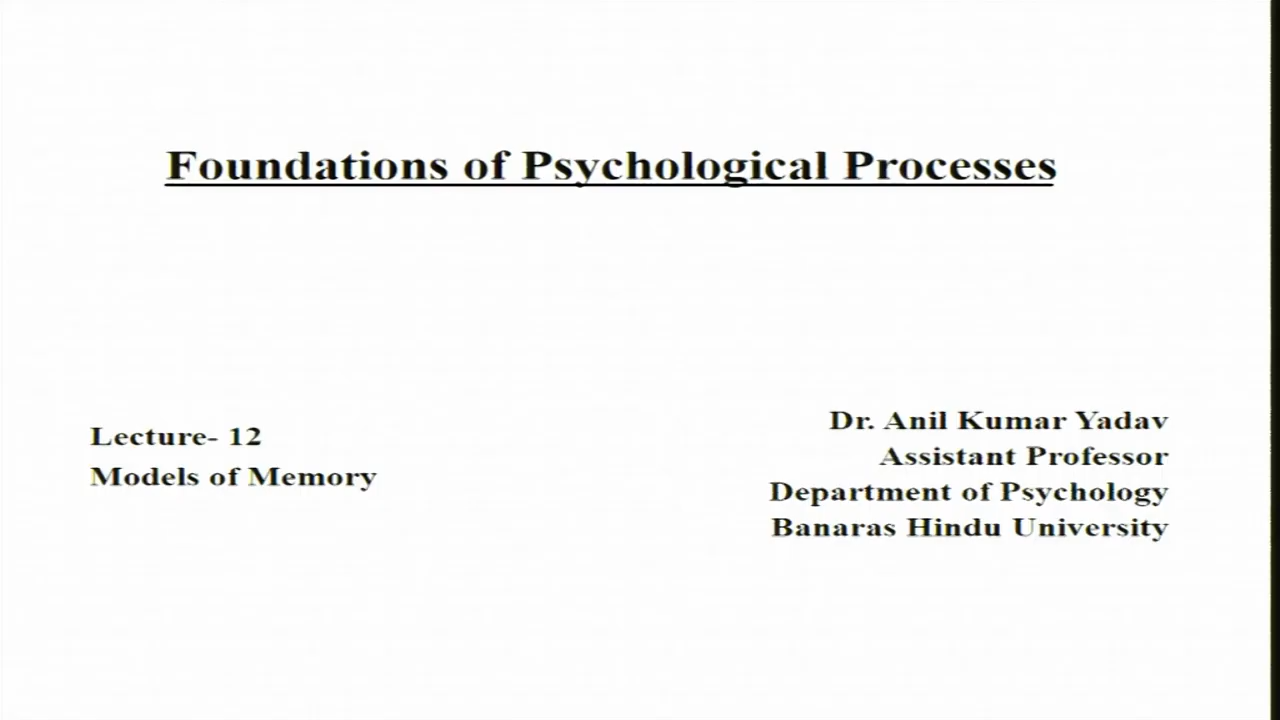 Foundations of Psychological Processes
Lecture- 12
Models of Memory
Dr. Anil Kumar Yadav
Assistant Professor
Department of Psychology
Banaras Hindu University